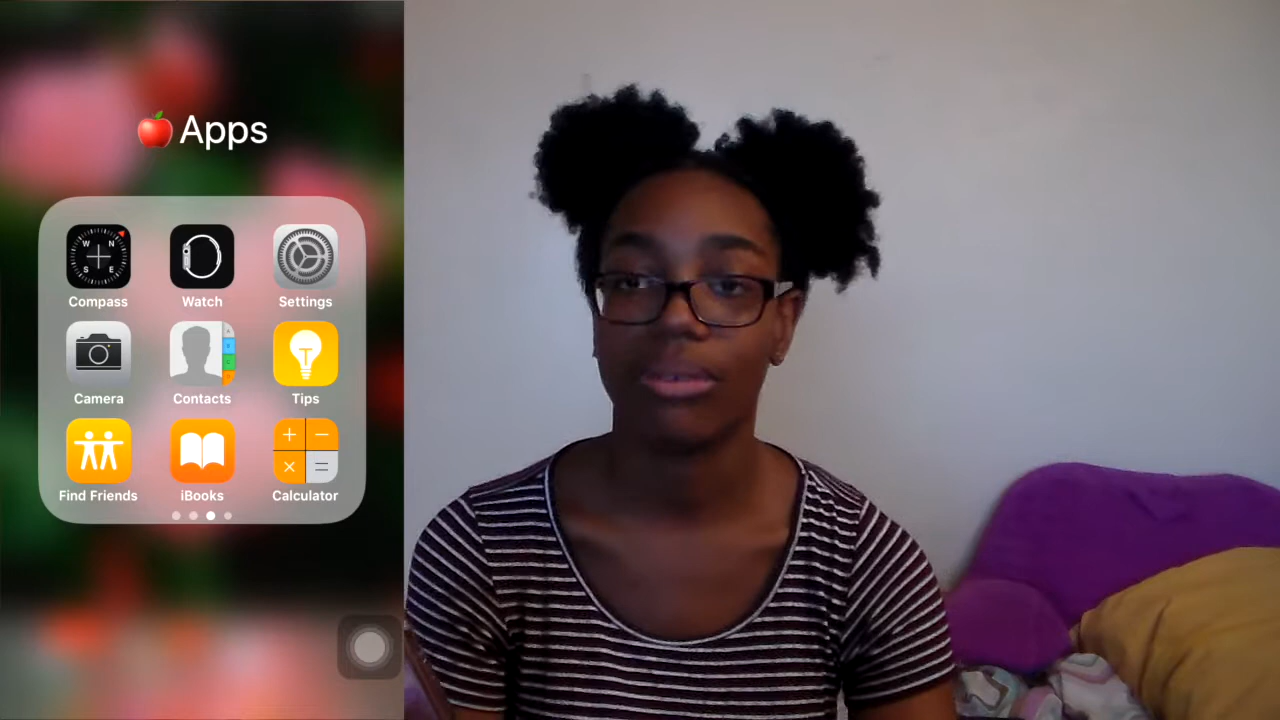 🍎 Apps
W N
S E
Compass
Watch
Settings
Camera
Contacts
Tips
Find Friends
iBooks
Calculator